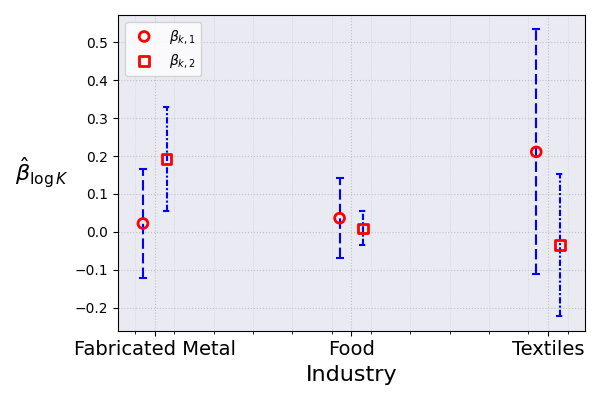 β_{k,1}
β_{k,2}
0.5
0.4
0.3
0.2
0.1
0.0
−0.1
−0.2
β̂_{log K}
Fabricated Metal Food Textiles
Industry